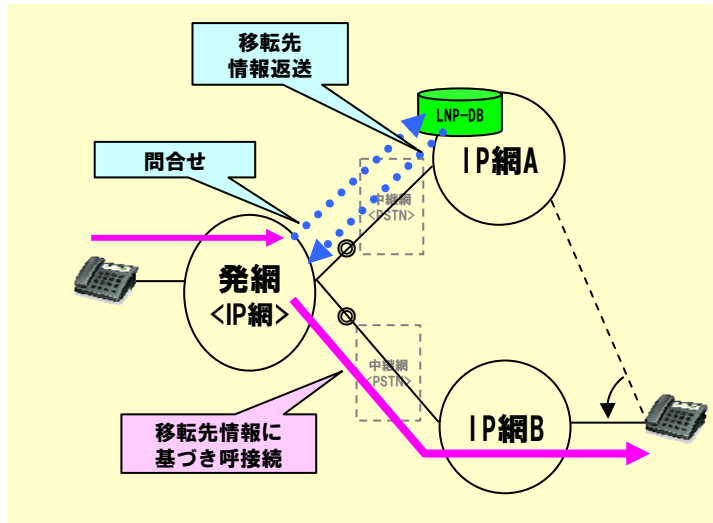 移転先
情報返送
LNP-DB
IP網A
問合せ
中継網
<PSTN>
発網
<IP網>
中継網
<PSTN>
移転先情報に
基づき呼接続
IP網B